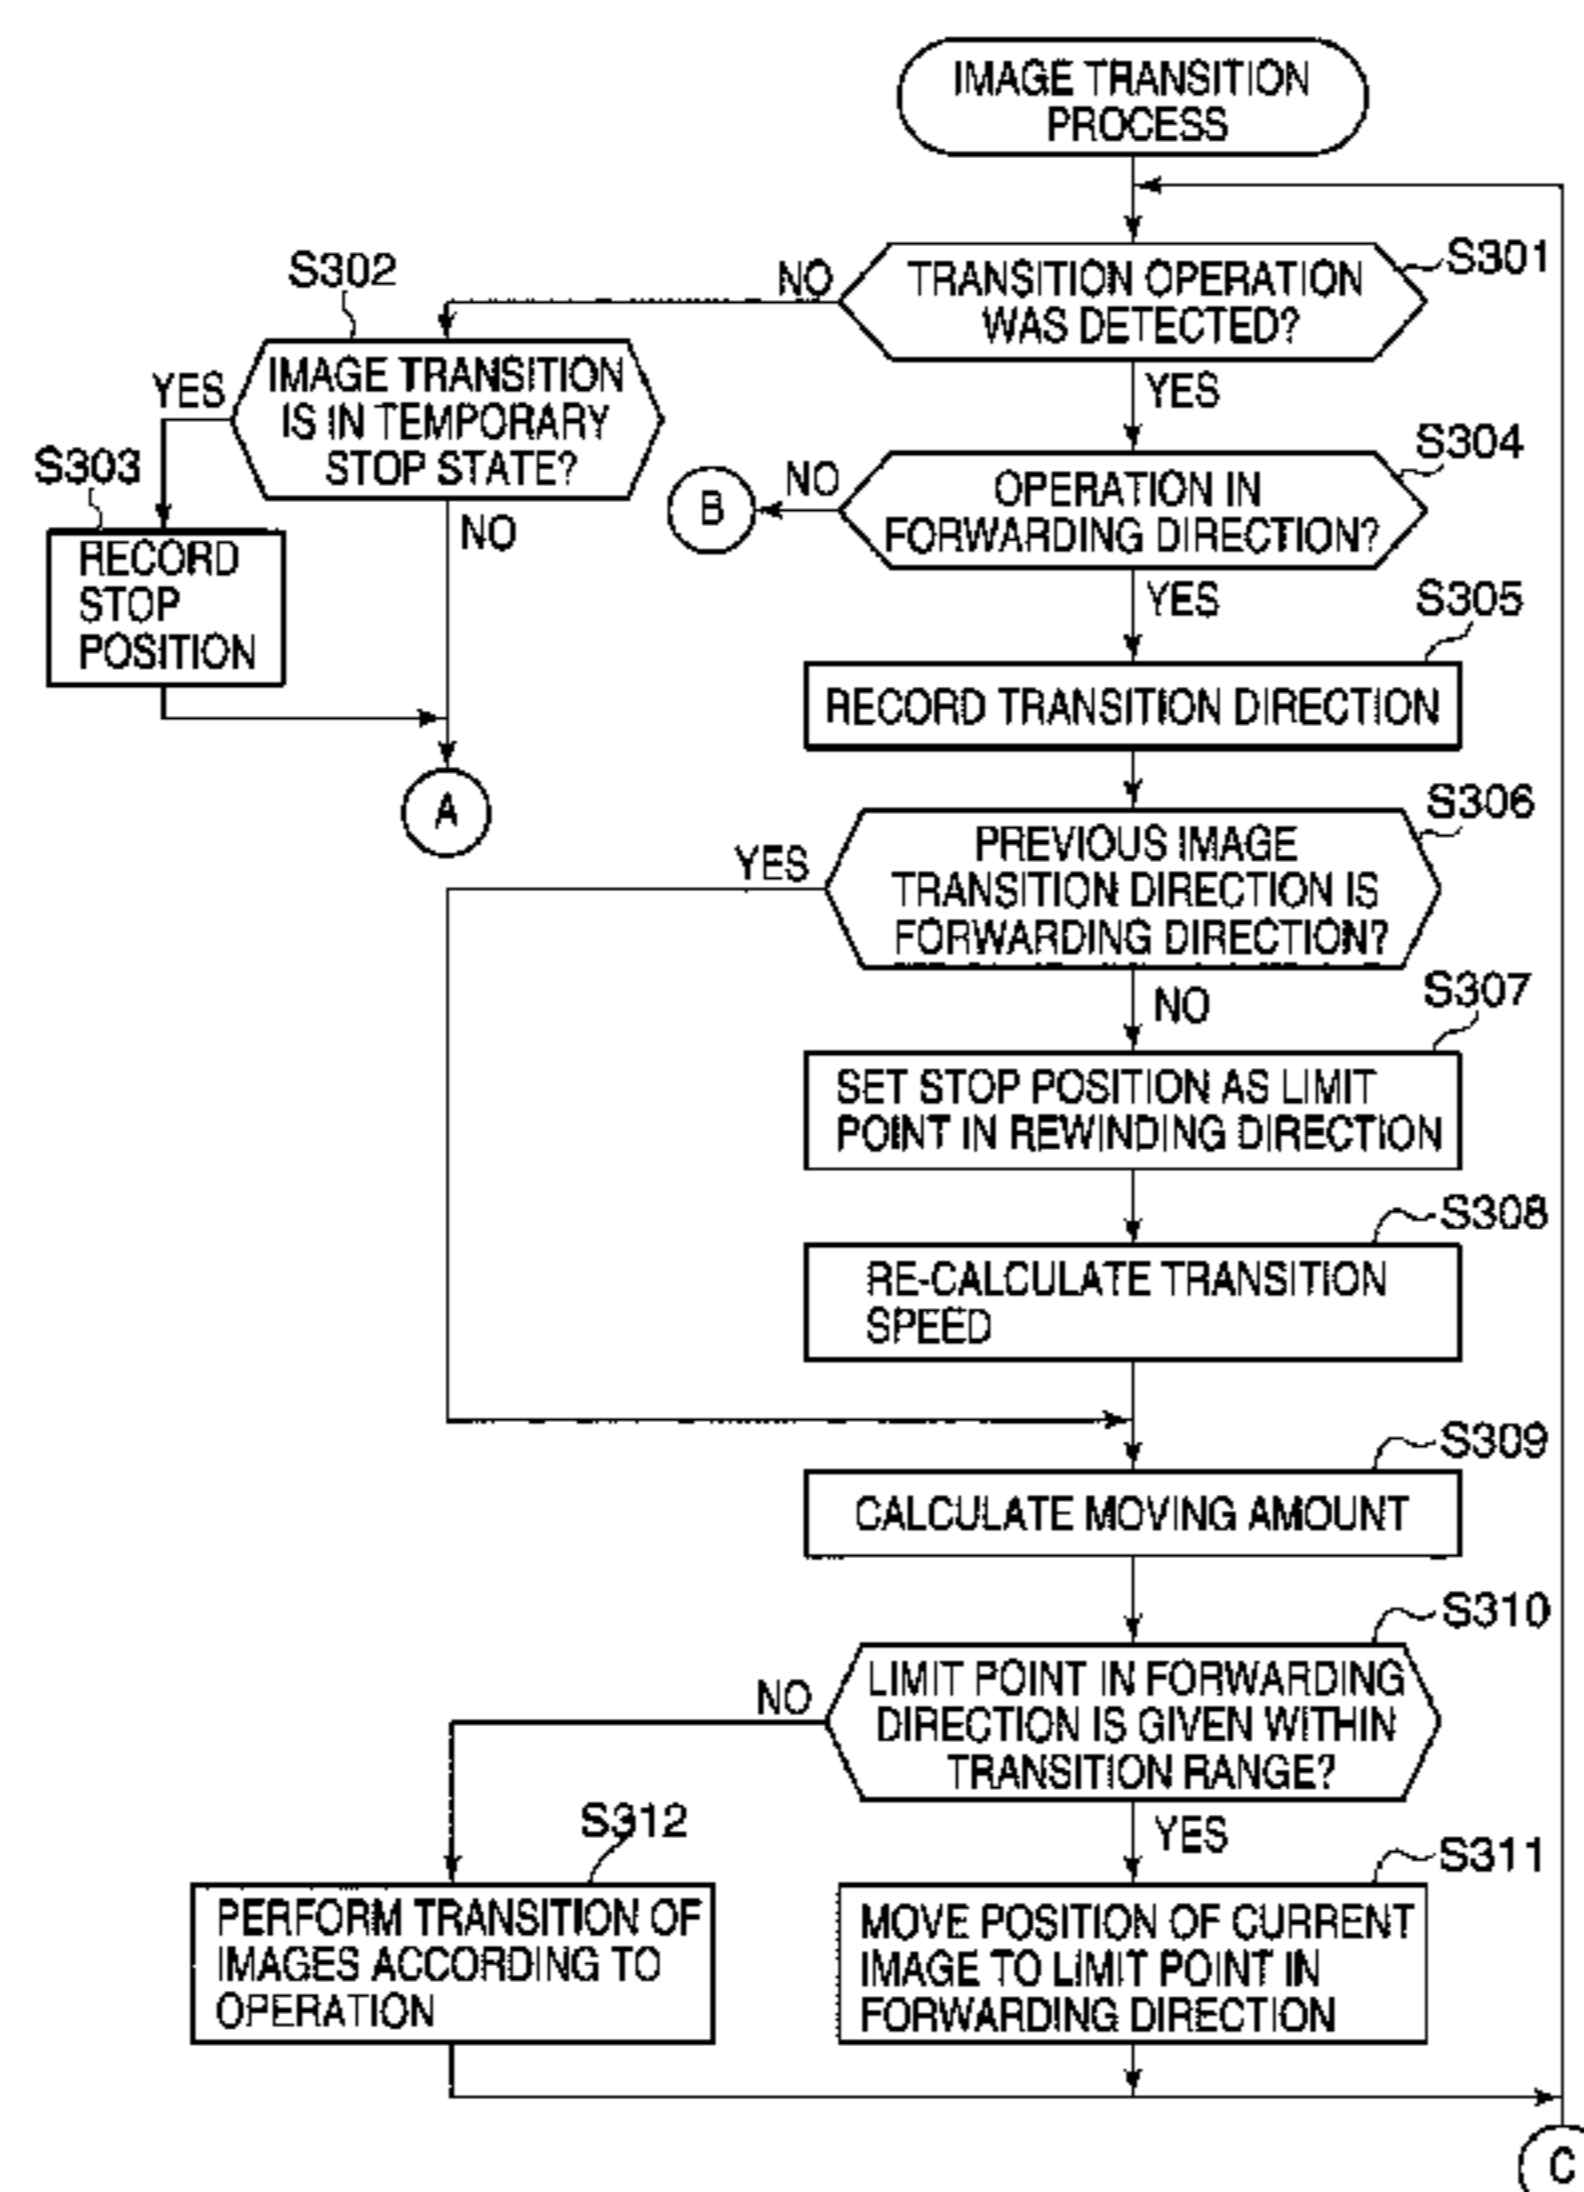 IMAGE TRANSITION
PROCESS
S301
TRANSITION OPERATION
WAS DETECTED?
NO
YES
S302
IMAGE TRANSITION
IS IN TEMPORARY
STOP STATE?
YES
NO
S303
RECORD
STOP
POSITION
A
S304
OPERATION IN
FORWARDING DIRECTION?
NO
B
YES
S305
RECORD TRANSITION DIRECTION
S306
PREVIOUS IMAGE
TRANSITION DIRECTION IS
FORWARDING DIRECTION?
YES
NO
S307
SET STOP POSITION AS LIMIT
POINT IN REWINDING DIRECTION
S308
RE-CALCULATE TRANSITION
SPEED
S309
CALCULATE MOVING AMOUNT
S310
LIMIT POINT IN FORWARDING
DIRECTION IS GIVEN WITHIN
TRANSITION RANGE?
NO
YES
S312
PERFORM TRANSITION OF
IMAGES ACCORDING TO
OPERATION
S311
MOVE POSITION OF CURRENT
IMAGE TO LIMIT POINT IN
FORWARDING DIRECTION
C